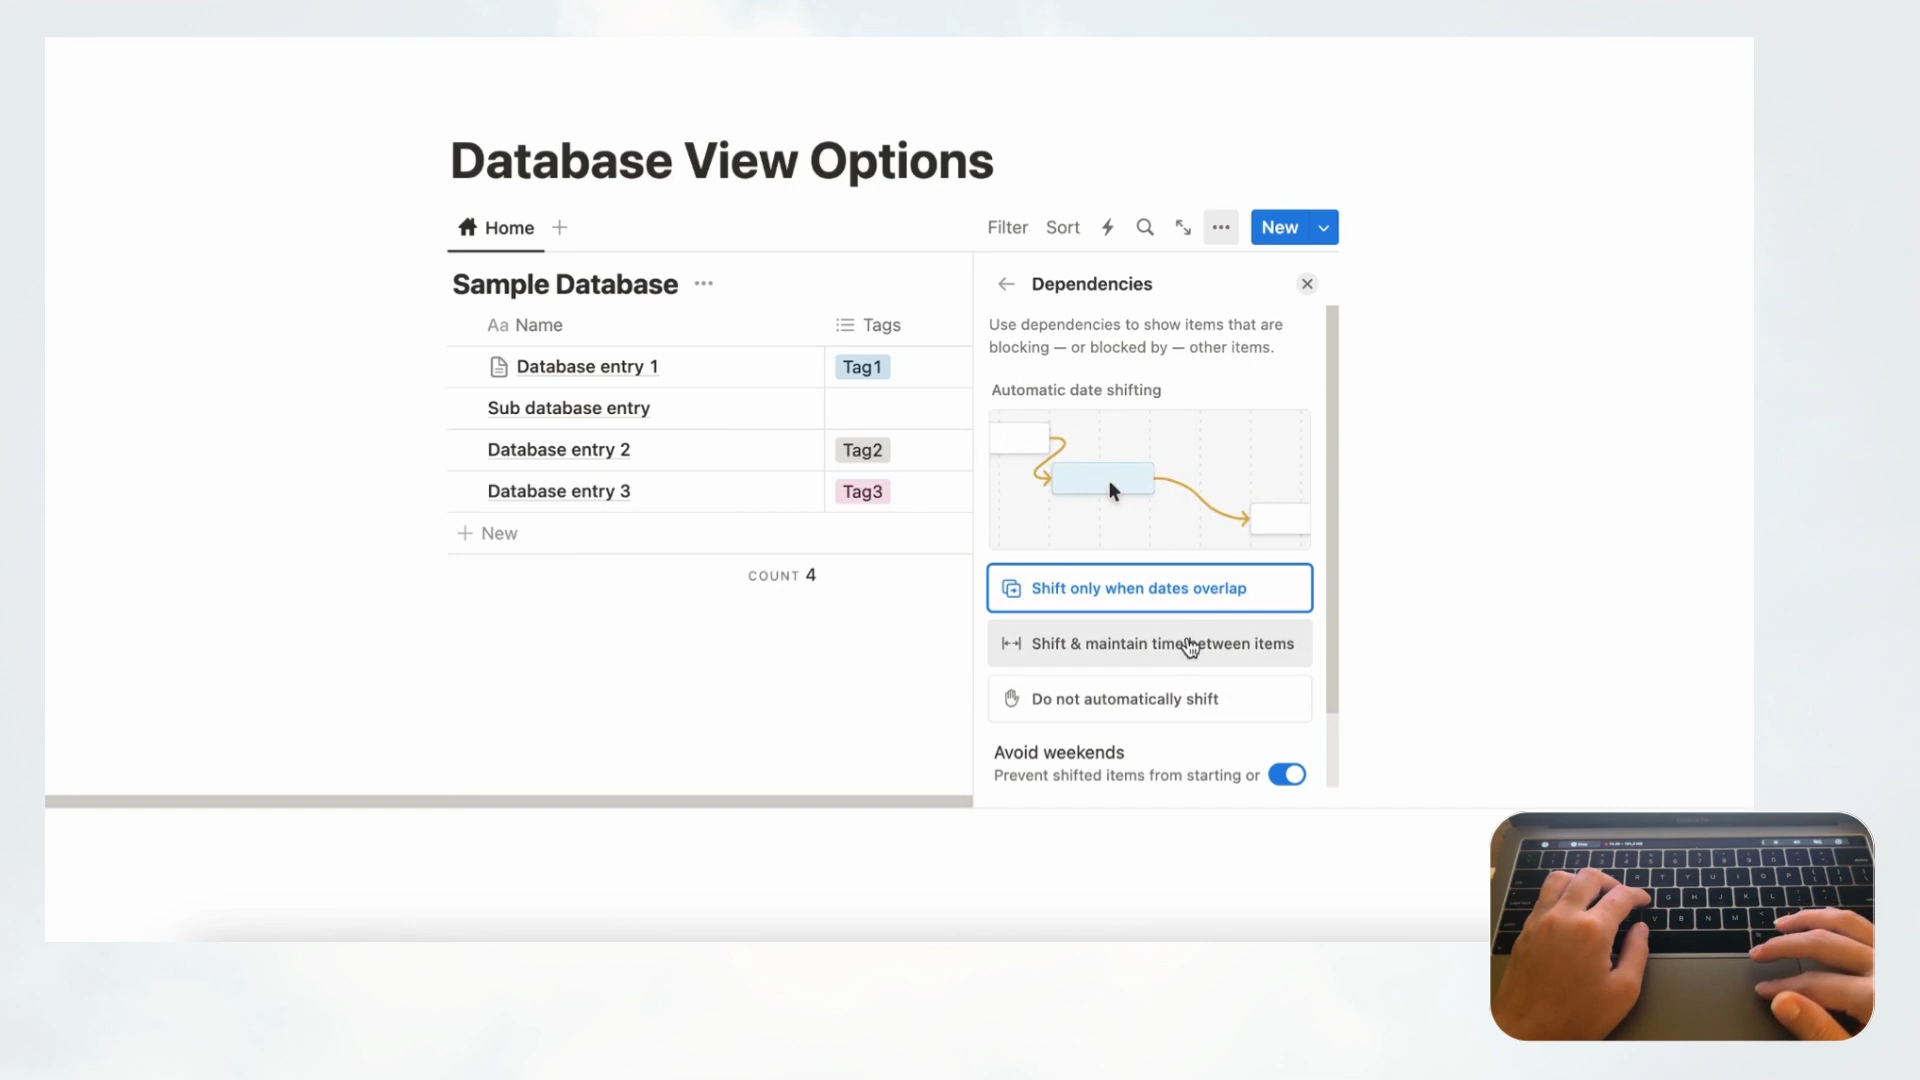 Database View Options
Home
Filter Sort New
Sample Database
Dependencies
Aa Name Tags
Use dependencies to show items that are
blocking — or blocked by — other items.
Database entry 1 Tag1
Automatic date shifting
Sub database entry
Database entry 2 Tag2
Database entry 3 Tag3
New
COUNT 4
Shift only when dates overlap
Shift & maintain time between items
Do not automatically shift
Avoid weekends
Prevent shifted items from starting or